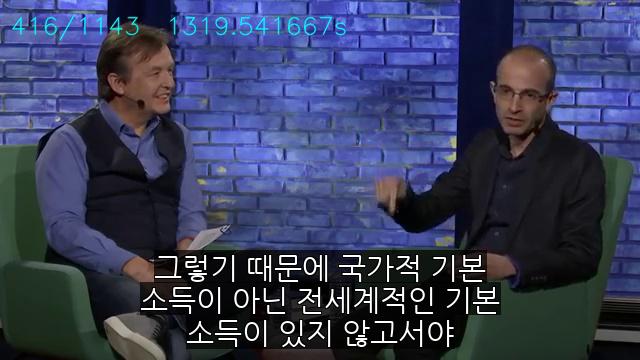 416/1143 1319.541667s
그렇기 때문에 국가적 기본
소득이 아닌 전세계적인 기본
소득이 있지 않고서야